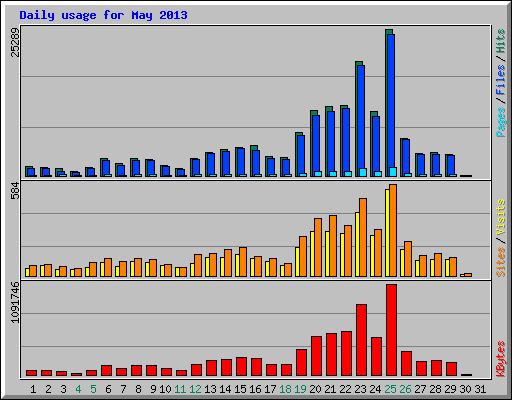 Daily usage for May 2013
25289
Pages / Files / Hits
584
Sites / Visits
1091746
KBytes
1 2 3 4 5 6 7 8 9 10 11 12 13 14 15 16 17 18 19 20 21 22 23 24 25 26 27 28 29 30 31